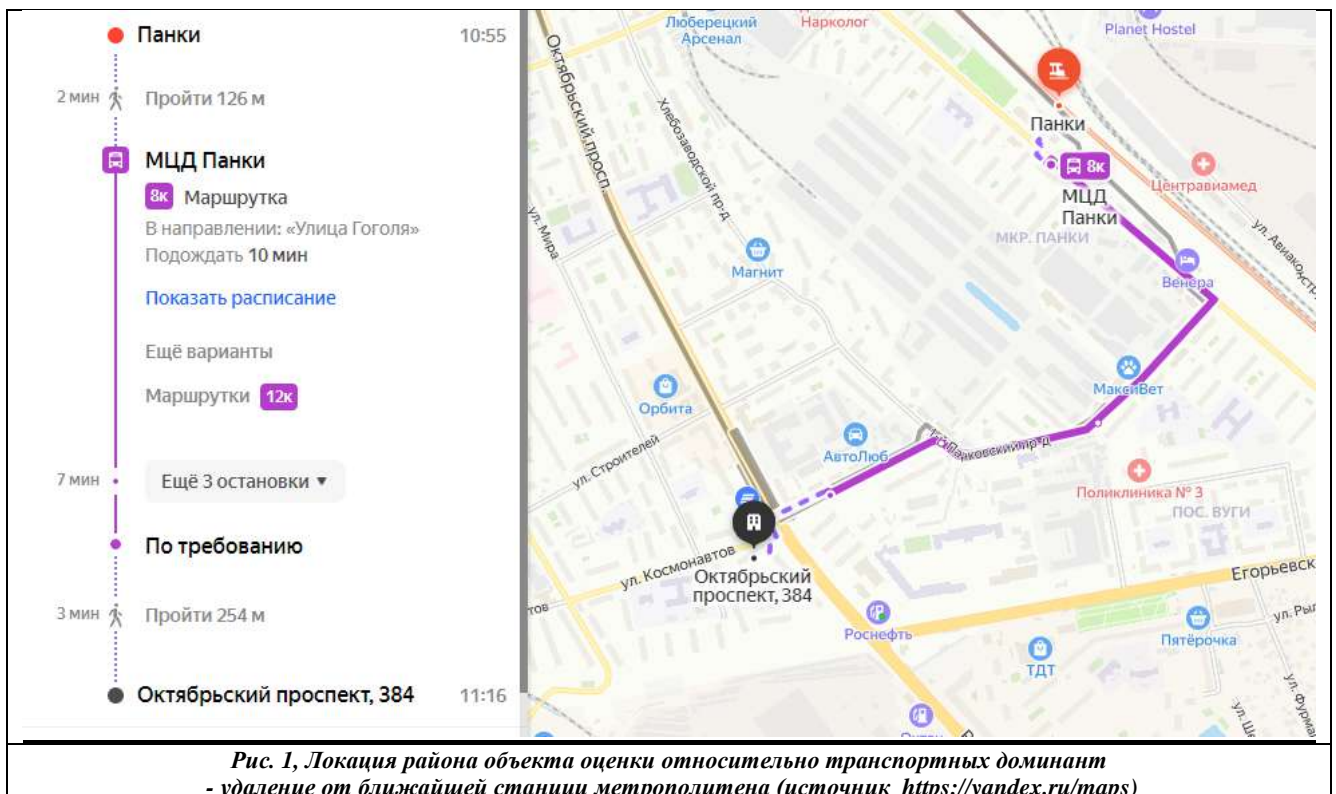 Панки 10:55
2 мин Пройти 126 м
МЦД Панки
8к Маршрутка
В направлении: «Улица Гоголя»
Подождать 10 мин
Показать расписание
Ещё варианты
Маршрутки 12к
7 мин Ещё 3 остановки
По требованию
3 мин Пройти 254 м
Октябрьский проспект, 384 11:16
Люберецкий
Арсенал
Нарколог
Planet Hostel
Октябрьский просп.
Хлебозаводской пр-д
Панки
8к
МЦД
Панки
Центравиамед
ул. Мира
МКР. ПАНКИ
Магнит
Венера
МаксиВет
Орбита
АвтоЛюб
ул. Строителей
Поликлиника № 3
ПОС. ВУГИ
ул. Космонавтов
Октябрьский
проспект, 384
Егорьевск
Роснефть
ул. Рыл
Пятёрочка
ТДТ
Рис. 1, Локация района объекта оценки относительно транспортных доминант
- удаление от ближайшей станции метрополитена (источник https://yandex.ru/maps)